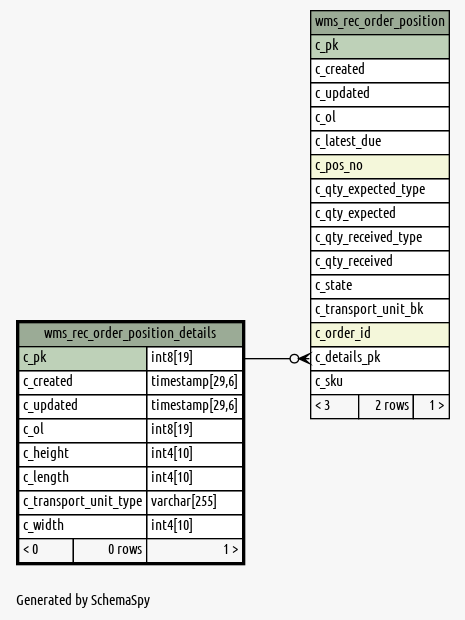 wms_rec_order_position
c_pk
c_created
c_updated
c_ol
c_latest_due
c_pos_no
c_qty_expected_type
c_qty_expected
c_qty_received_type
c_qty_received
c_state
c_transport_unit_bk
c_order_id
c_details_pk
c_sku
< 3 2 rows 1 >
wms_rec_order_position_details
c_pk int8[19]
c_created timestamp[29,6]
c_updated timestamp[29,6]
c_ol int8[19]
c_height int4[10]
c_length int4[10]
c_transport_unit_type varchar[255]
c_width int4[10]
< 0 0 rows 1 >
Generated by SchemaSpy